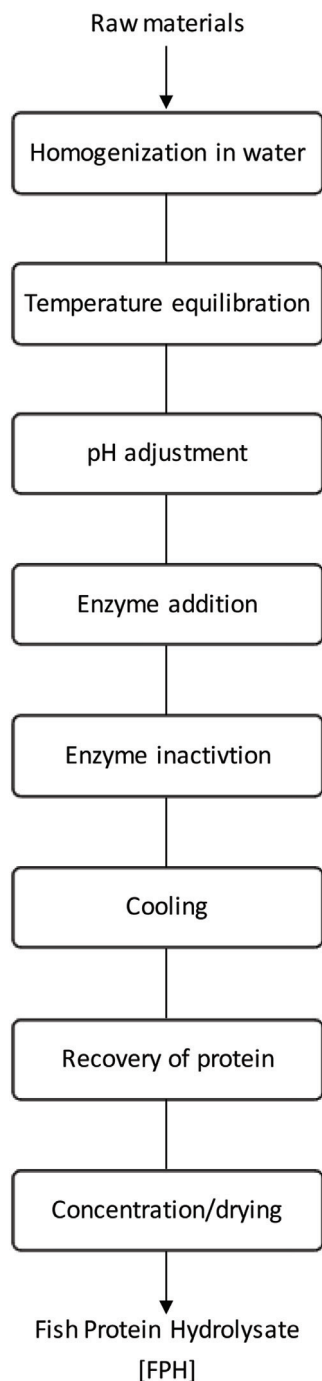 Raw materials
Homogenization in water
Temperature equilibration
pH adjustment
Enzyme addition
Enzyme inactivtion
Cooling
Recovery of protein
Concentration/drying
Fish Protein Hydrolysate
[FPH]